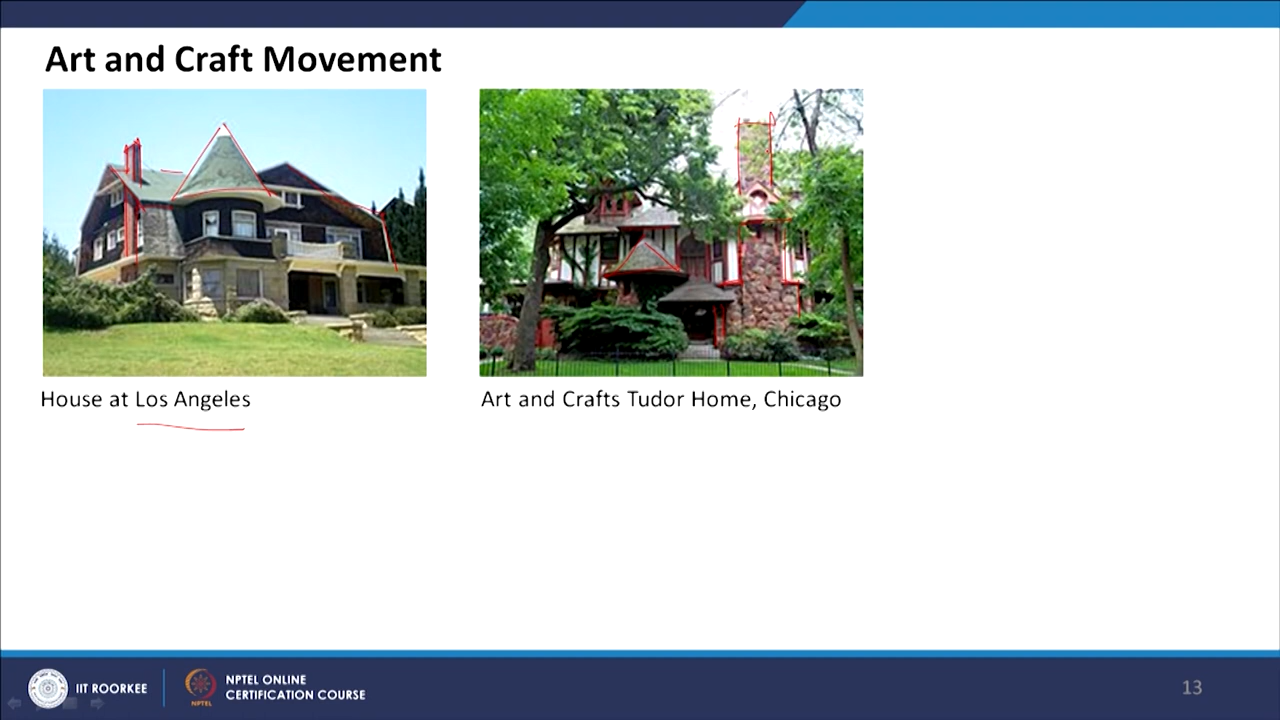 Art and Craft Movement
House at Los Angeles
Art and Crafts Tudor Home, Chicago
IIT ROORKEE
NPTEL
NPTEL ONLINE
CERTIFICATION COURSE
13